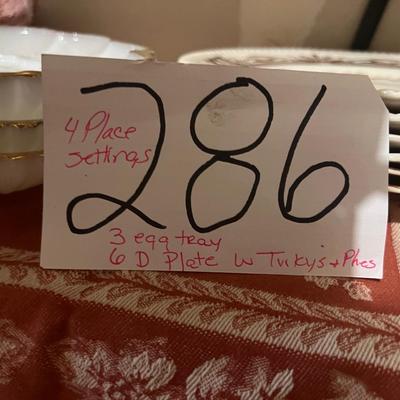 4 Place
settings
286
3 egg tray
6 D Plate w Turkys + Phes